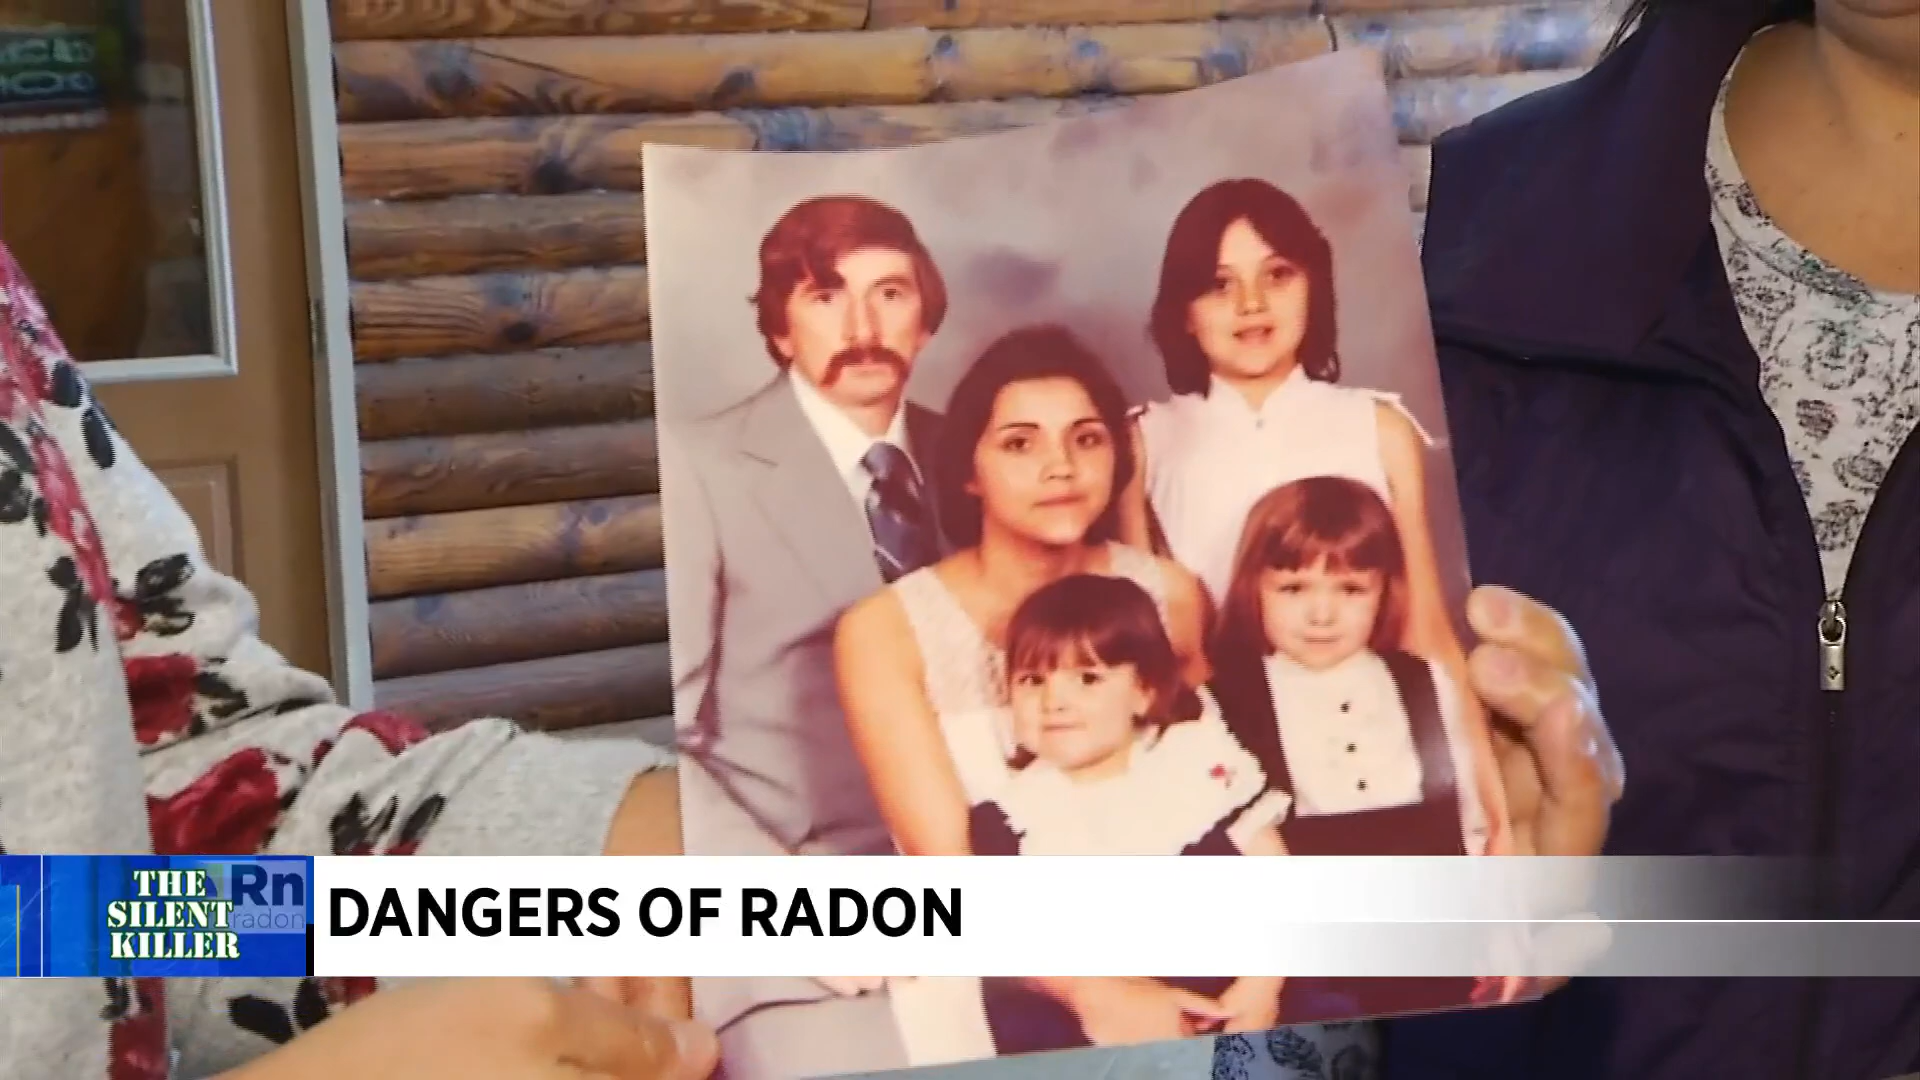 THE
SILENT
KILLER
Rn
radon
DANGERS OF RADON